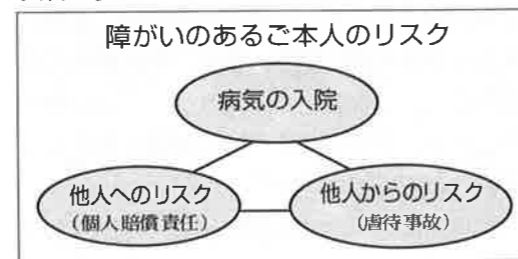 障がいのあるご本人のリスク
病気の入院
他人へのリスク
（個人賠償責任）
他人からのリスク
（虐待事故）